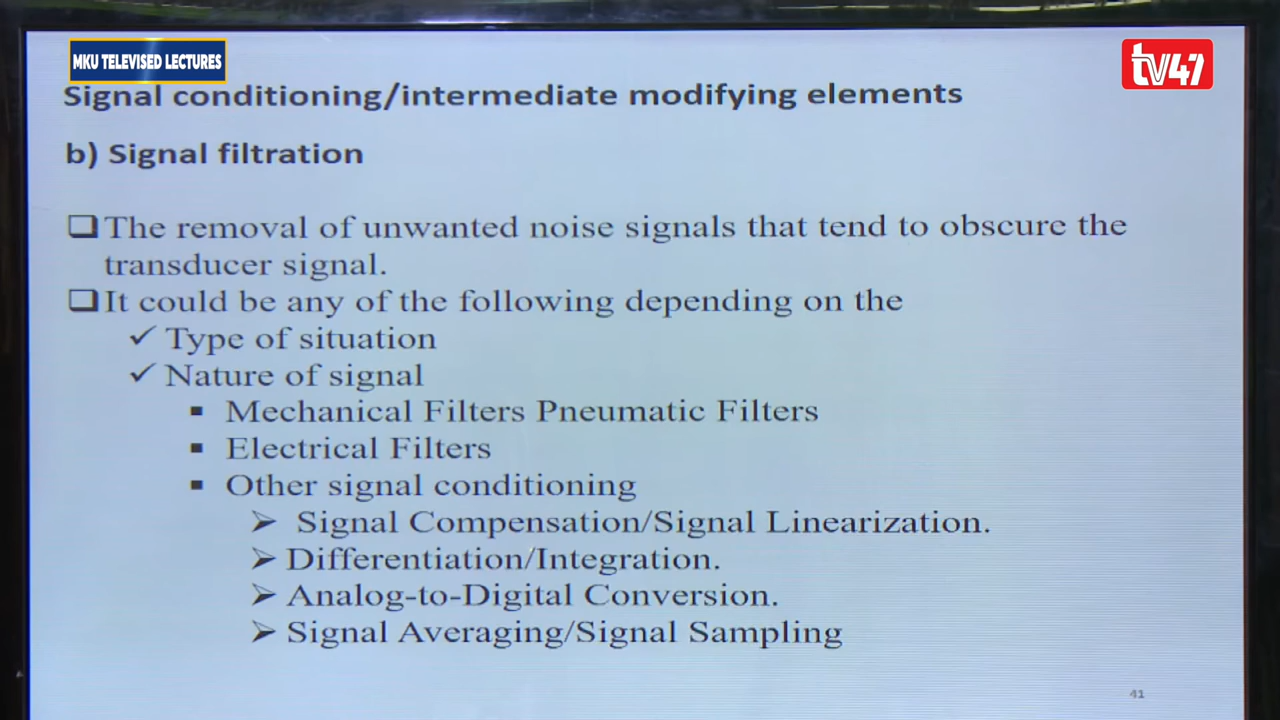 MKU TELEVISED LECTURES
tv47
Signal conditioning/intermediate modifying elements
b) Signal filtration
❑The removal of unwanted noise signals that tend to obscure the
transducer signal.
❑It could be any of the following depending on the
✓ Type of situation
✓ Nature of signal
▪ Mechanical Filters Pneumatic Filters
▪ Electrical Filters
▪ Other signal conditioning
➢ Signal Compensation/Signal Linearization.
➢ Differentiation/Integration.
➢ Analog-to-Digital Conversion.
➢ Signal Averaging/Signal Sampling
41